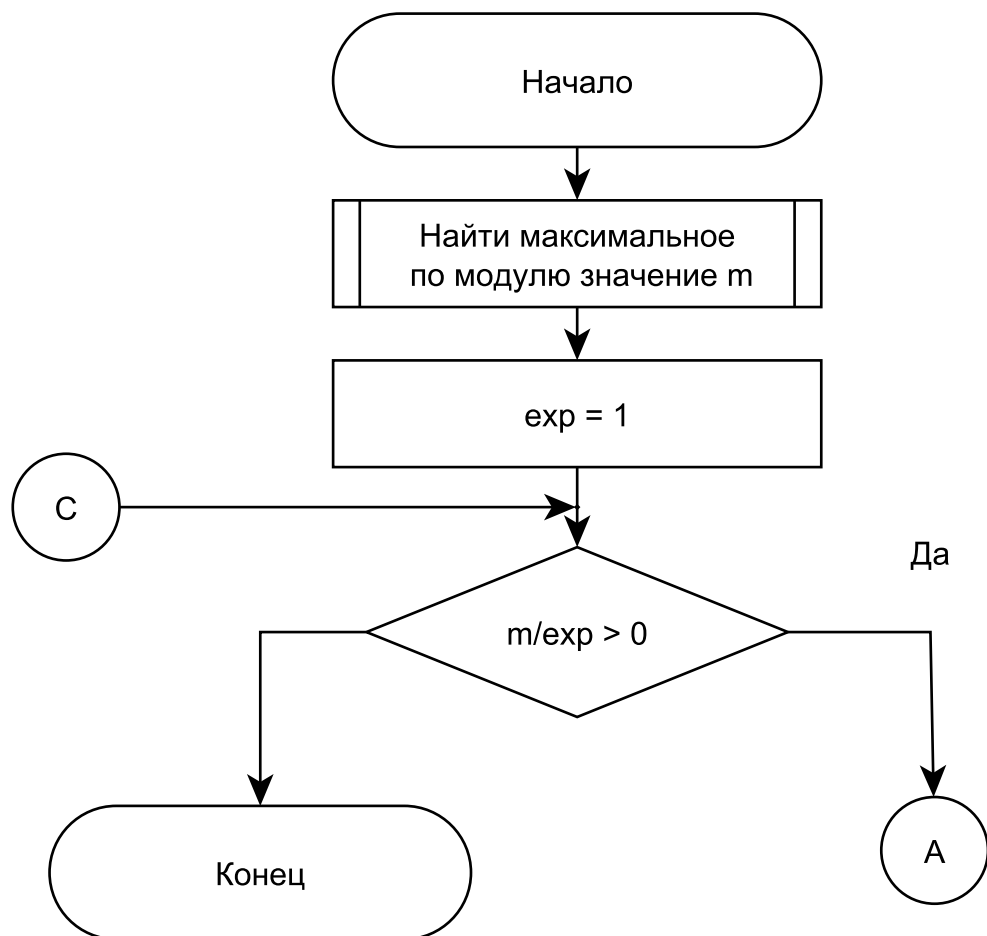 Начало
Найти максимальное
по модулю значение m
exp = 1
C
Да
m/exp > 0
Конец
A